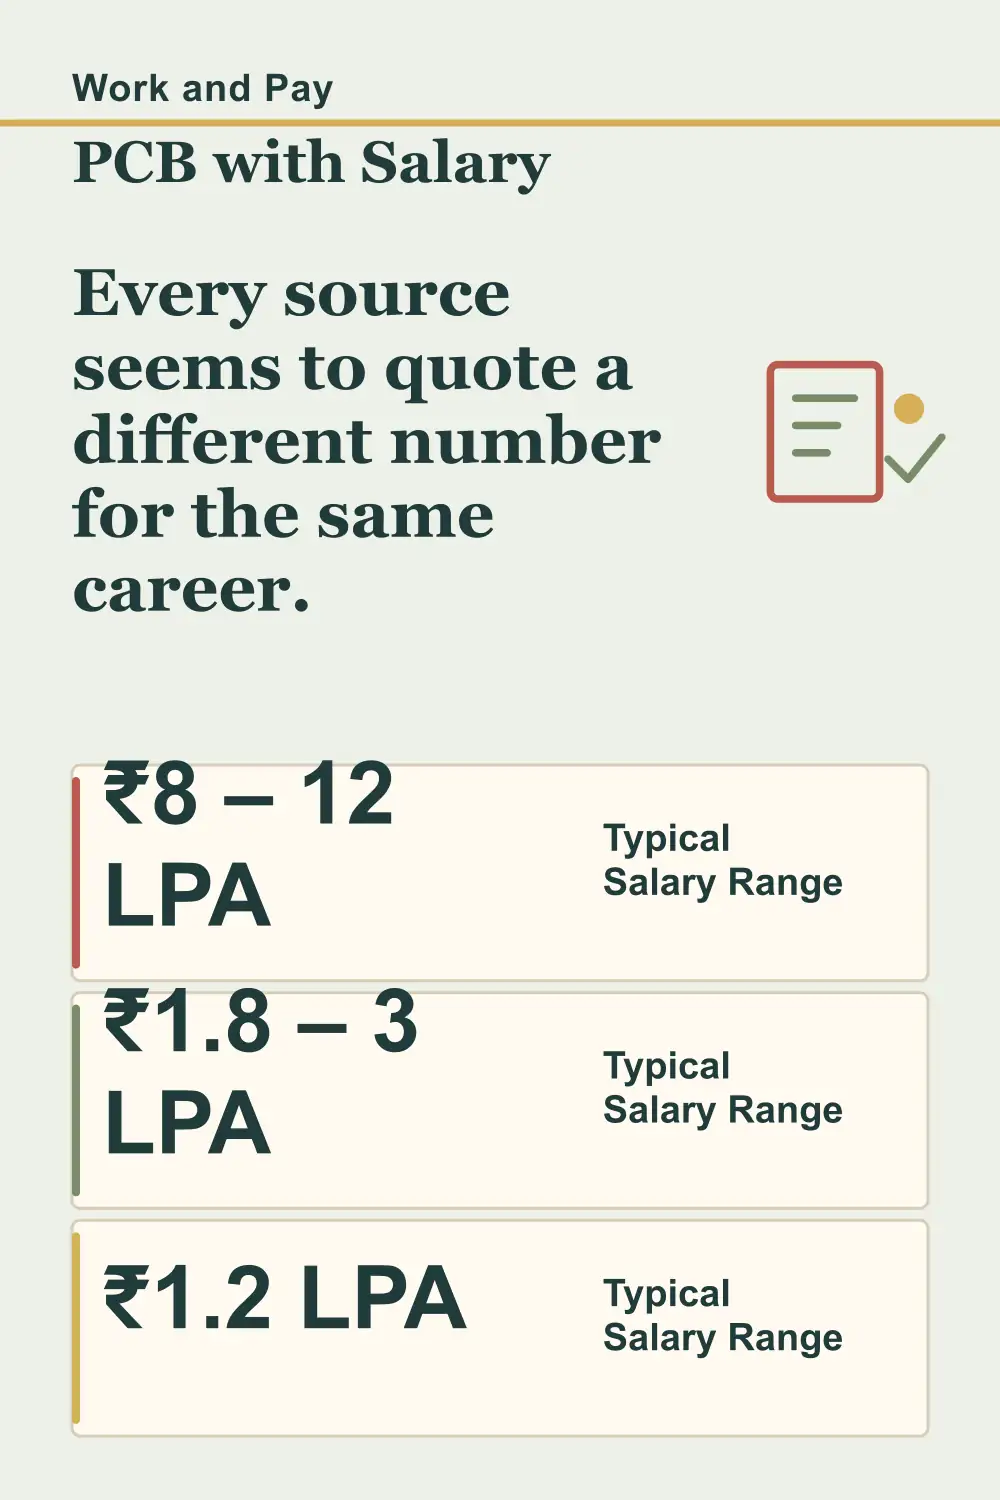 Work and Pay
PCB with Salary
Every source
seems to quote a
different number
for the same
career.
₹8 – 12
LPA
Typical
Salary Range
₹1.8 – 3
LPA
Typical
Salary Range
₹1.2 LPA
Typical
Salary Range